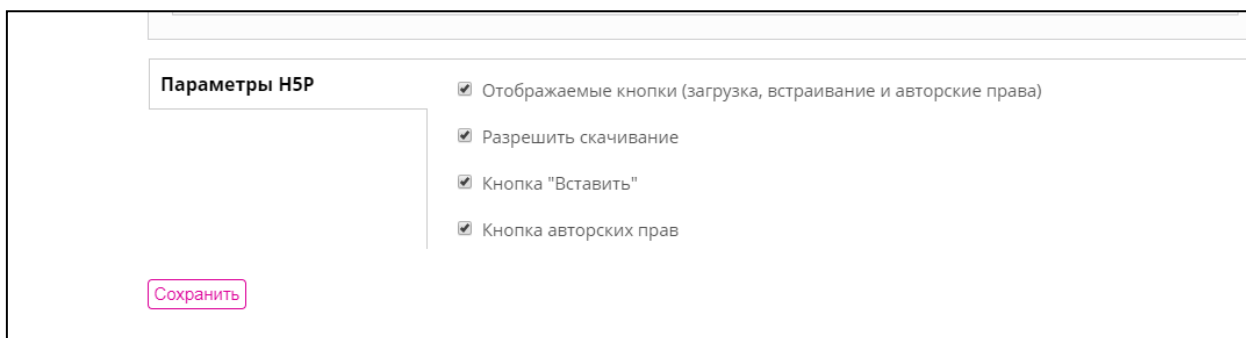 Параметры H5P
Отображаемые кнопки (загрузка, встраивание и авторские права)
Разрешить скачивание
Кнопка "Вставить"
Кнопка авторских прав
Сохранить